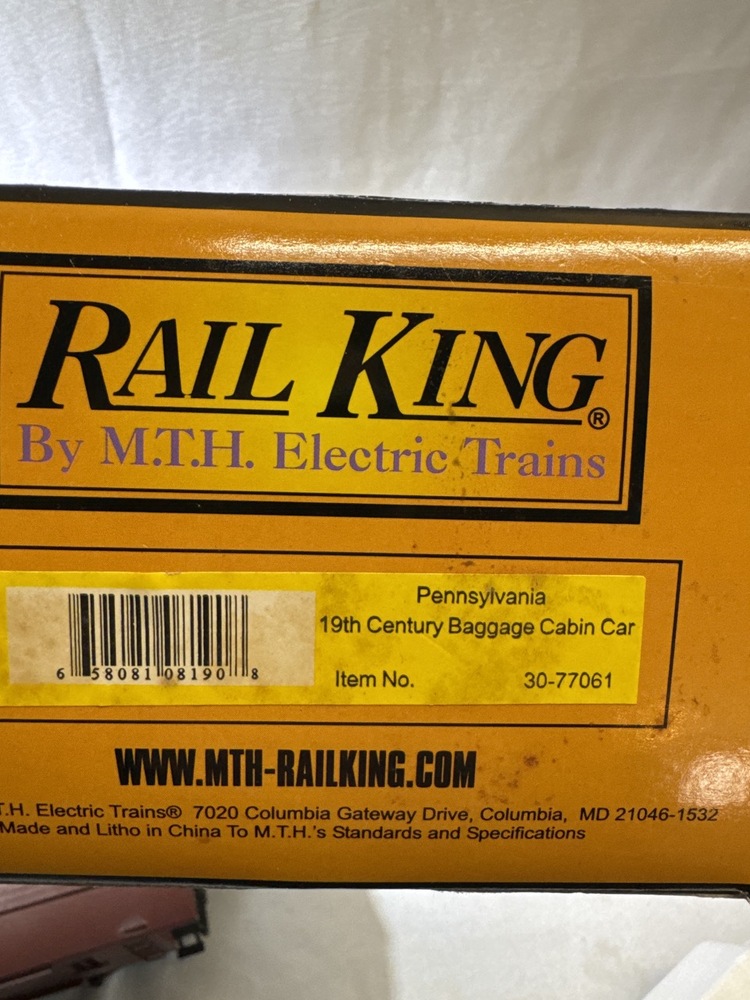 RAIL KING®
By M.T.H. Electric Trains
Pennsylvania
19th Century Baggage Cabin Car
6 58081 08190 8
Item No. 30-77061
WWW.MTH-RAILKING.COM
T.H. Electric Trains® 7020 Columbia Gateway Drive, Columbia, MD 21046-1532
Made and Litho in China To M.T.H.'s Standards and Specifications